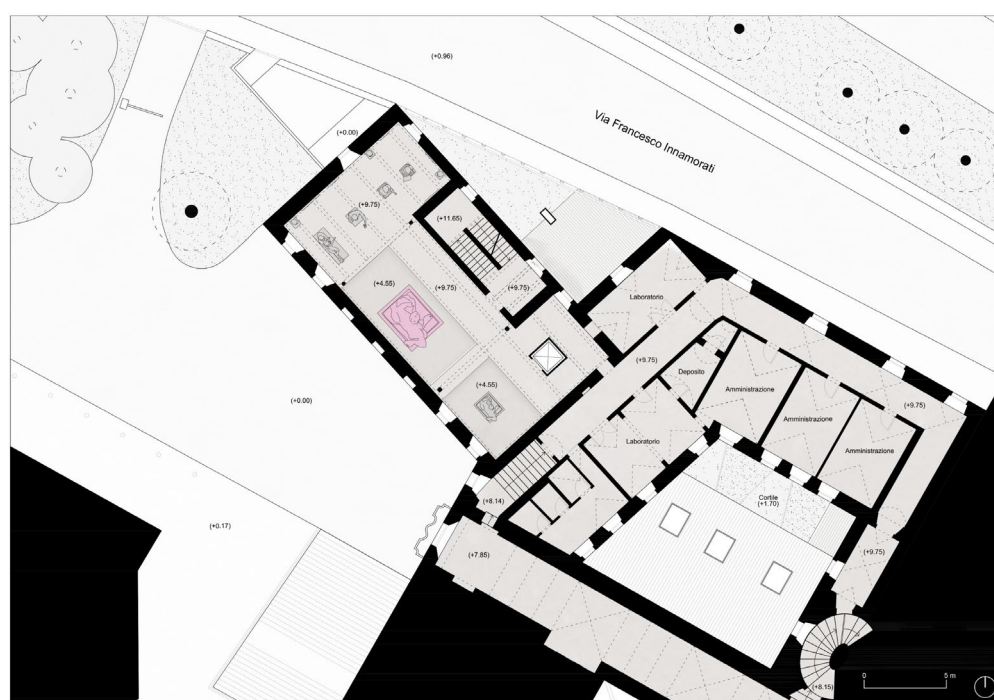 (+0.96)
Via Francesco Innamorati
(+0.00)
(+9.75)
(+11.65)
(+4.55)
(+9.75)
(+9.75)
Laboratorio
(+9.75)
Deposito
Amministrazione
(+4.55)
(+9.75)
(+0.00)
Amministrazione
Laboratorio
Amministrazione
(+8.14)
Cortile
(+1.70)
(+0.17)
(+7.85)
(+9.75)
0
5 m
(+8.15)